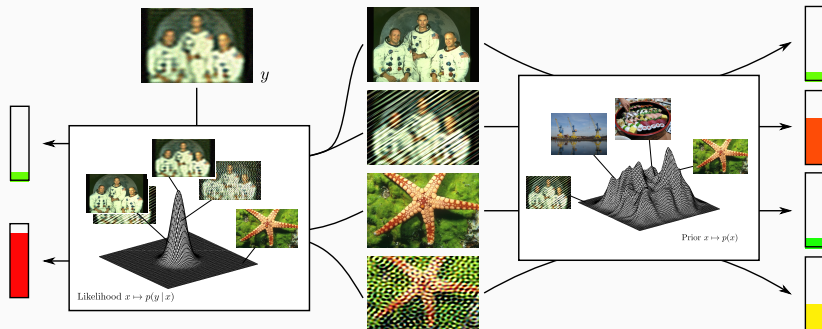 y
Prior x ↦ p(x)
Likelihood x ↦ p(y | x)